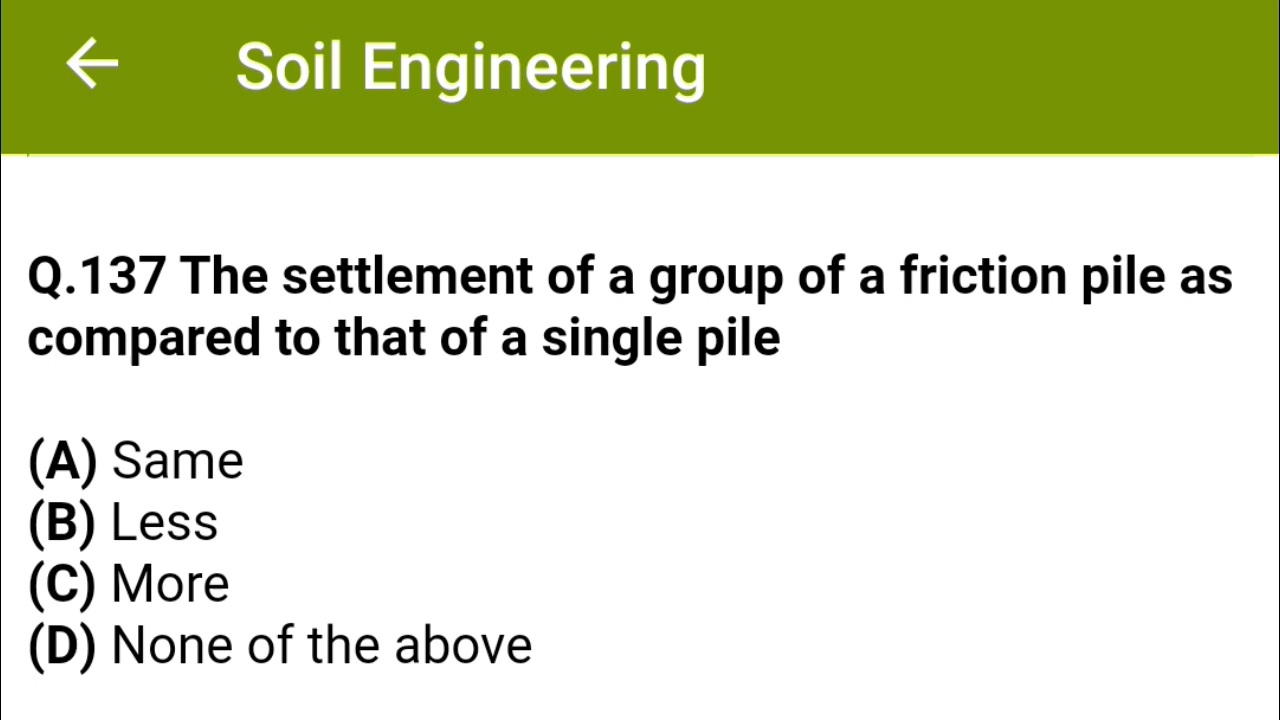 Soil Engineering
Q.137 The settlement of a group of a friction pile as
compared to that of a single pile
(A) Same
(B) Less
(C) More
(D) None of the above